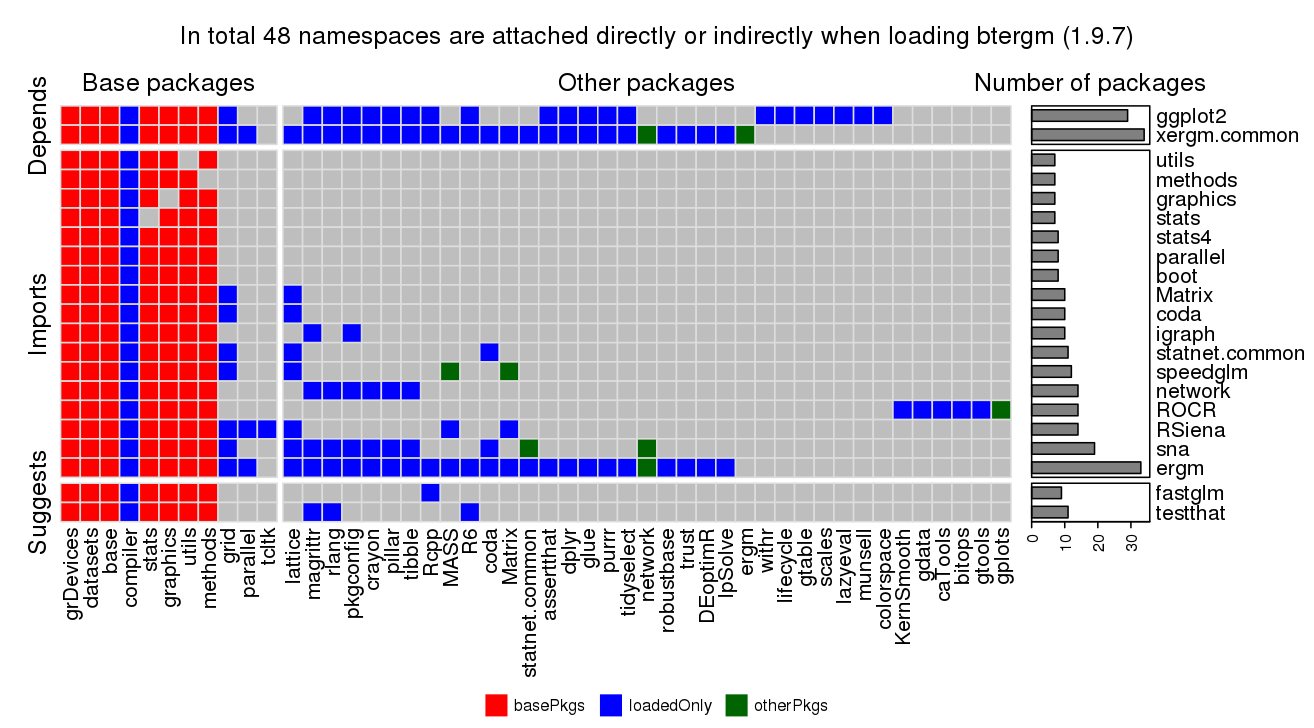 In total 48 namespaces are attached directly or indirectly when loading btergm (1.9.7)
Base packages
Other packages
Number of packages
Depends
Imports
Suggests
ggplot2
xergm.common
utils
methods
graphics
stats
stats4
parallel
boot
Matrix
coda
igraph
statnet.common
speedglm
network
ROCR
RSiena
sna
ergm
fastglm
testthat
grDevices
datasets
base
compiler
stats
graphics
utils
methods
grid
parallel
tcltk
lattice
magrittr
rlang
pkgconfig
crayon
pillar
tibble
Rcpp
MASS
R6
coda
Matrix
statnet.common
assertthat
dplyr
glue
purrr
tidyselect
network
robustbase
trust
DEoptimR
lpSolve
ergm
withr
lifecycle
gtable
scales
lazyeval
munsell
colorspace
KernSmooth
gdata
caTools
bitops
gtools
gplots
0
10
20
30
basePkgs
loadedOnly
otherPkgs